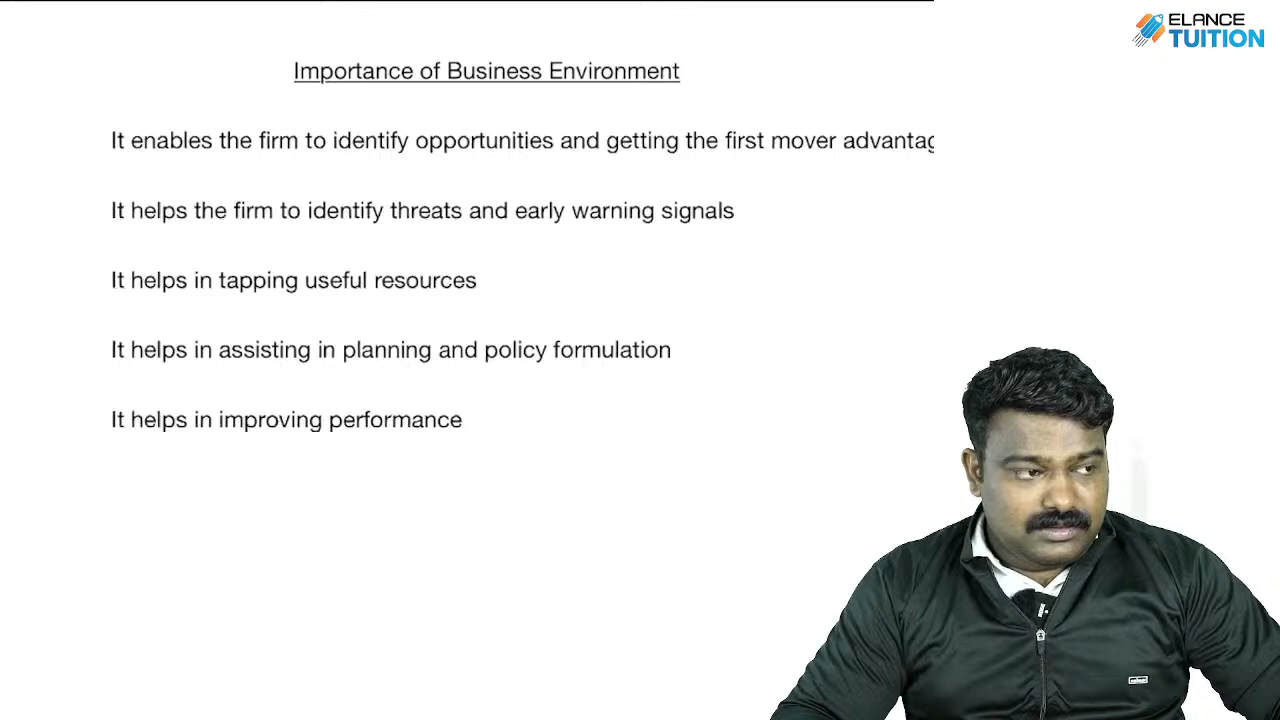 ELANCE
TUITION
Importance of Business Environment
It enables the firm to identify opportunities and getting the first mover advantag
It helps the firm to identify threats and early warning signals
It helps in tapping useful resources
It helps in assisting in planning and policy formulation
It helps in improving performance